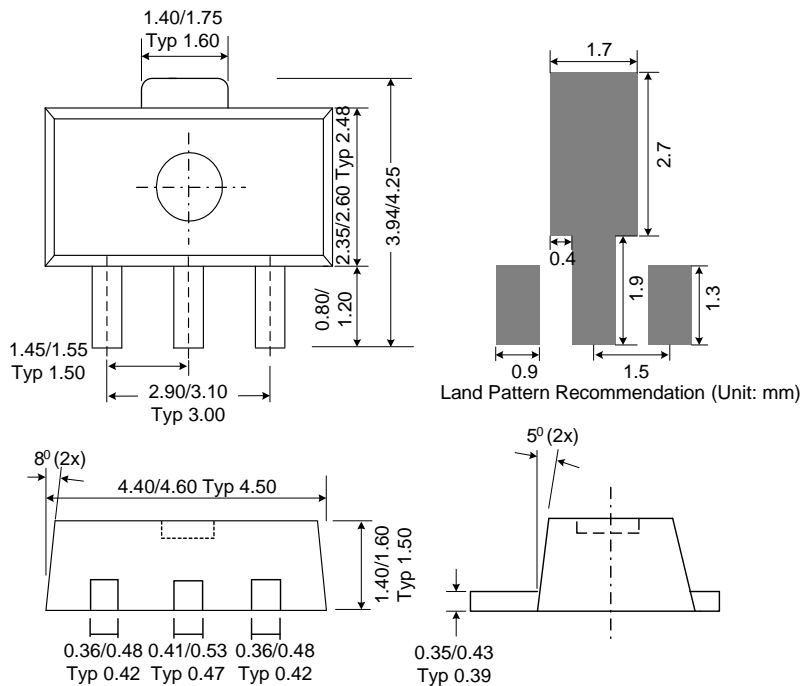 1.40/1.75
Typ 1.60
2.35/2.60 Typ 2.48
3.94/4.25
0.80/
1.20
1.45/1.55
Typ 1.50
2.90/3.10
Typ 3.00
1.7
2.7
0.4
1.9
1.3
0.9
1.5
Land Pattern Recommendation (Unit: mm)
8⁰ (2x)
4.40/4.60 Typ 4.50
1.40/1.60
Typ 1.50
0.36/0.48 0.41/0.53 0.36/0.48
Typ 0.42 Typ 0.47 Typ 0.42
5⁰ (2x)
0.35/0.43
Typ 0.39